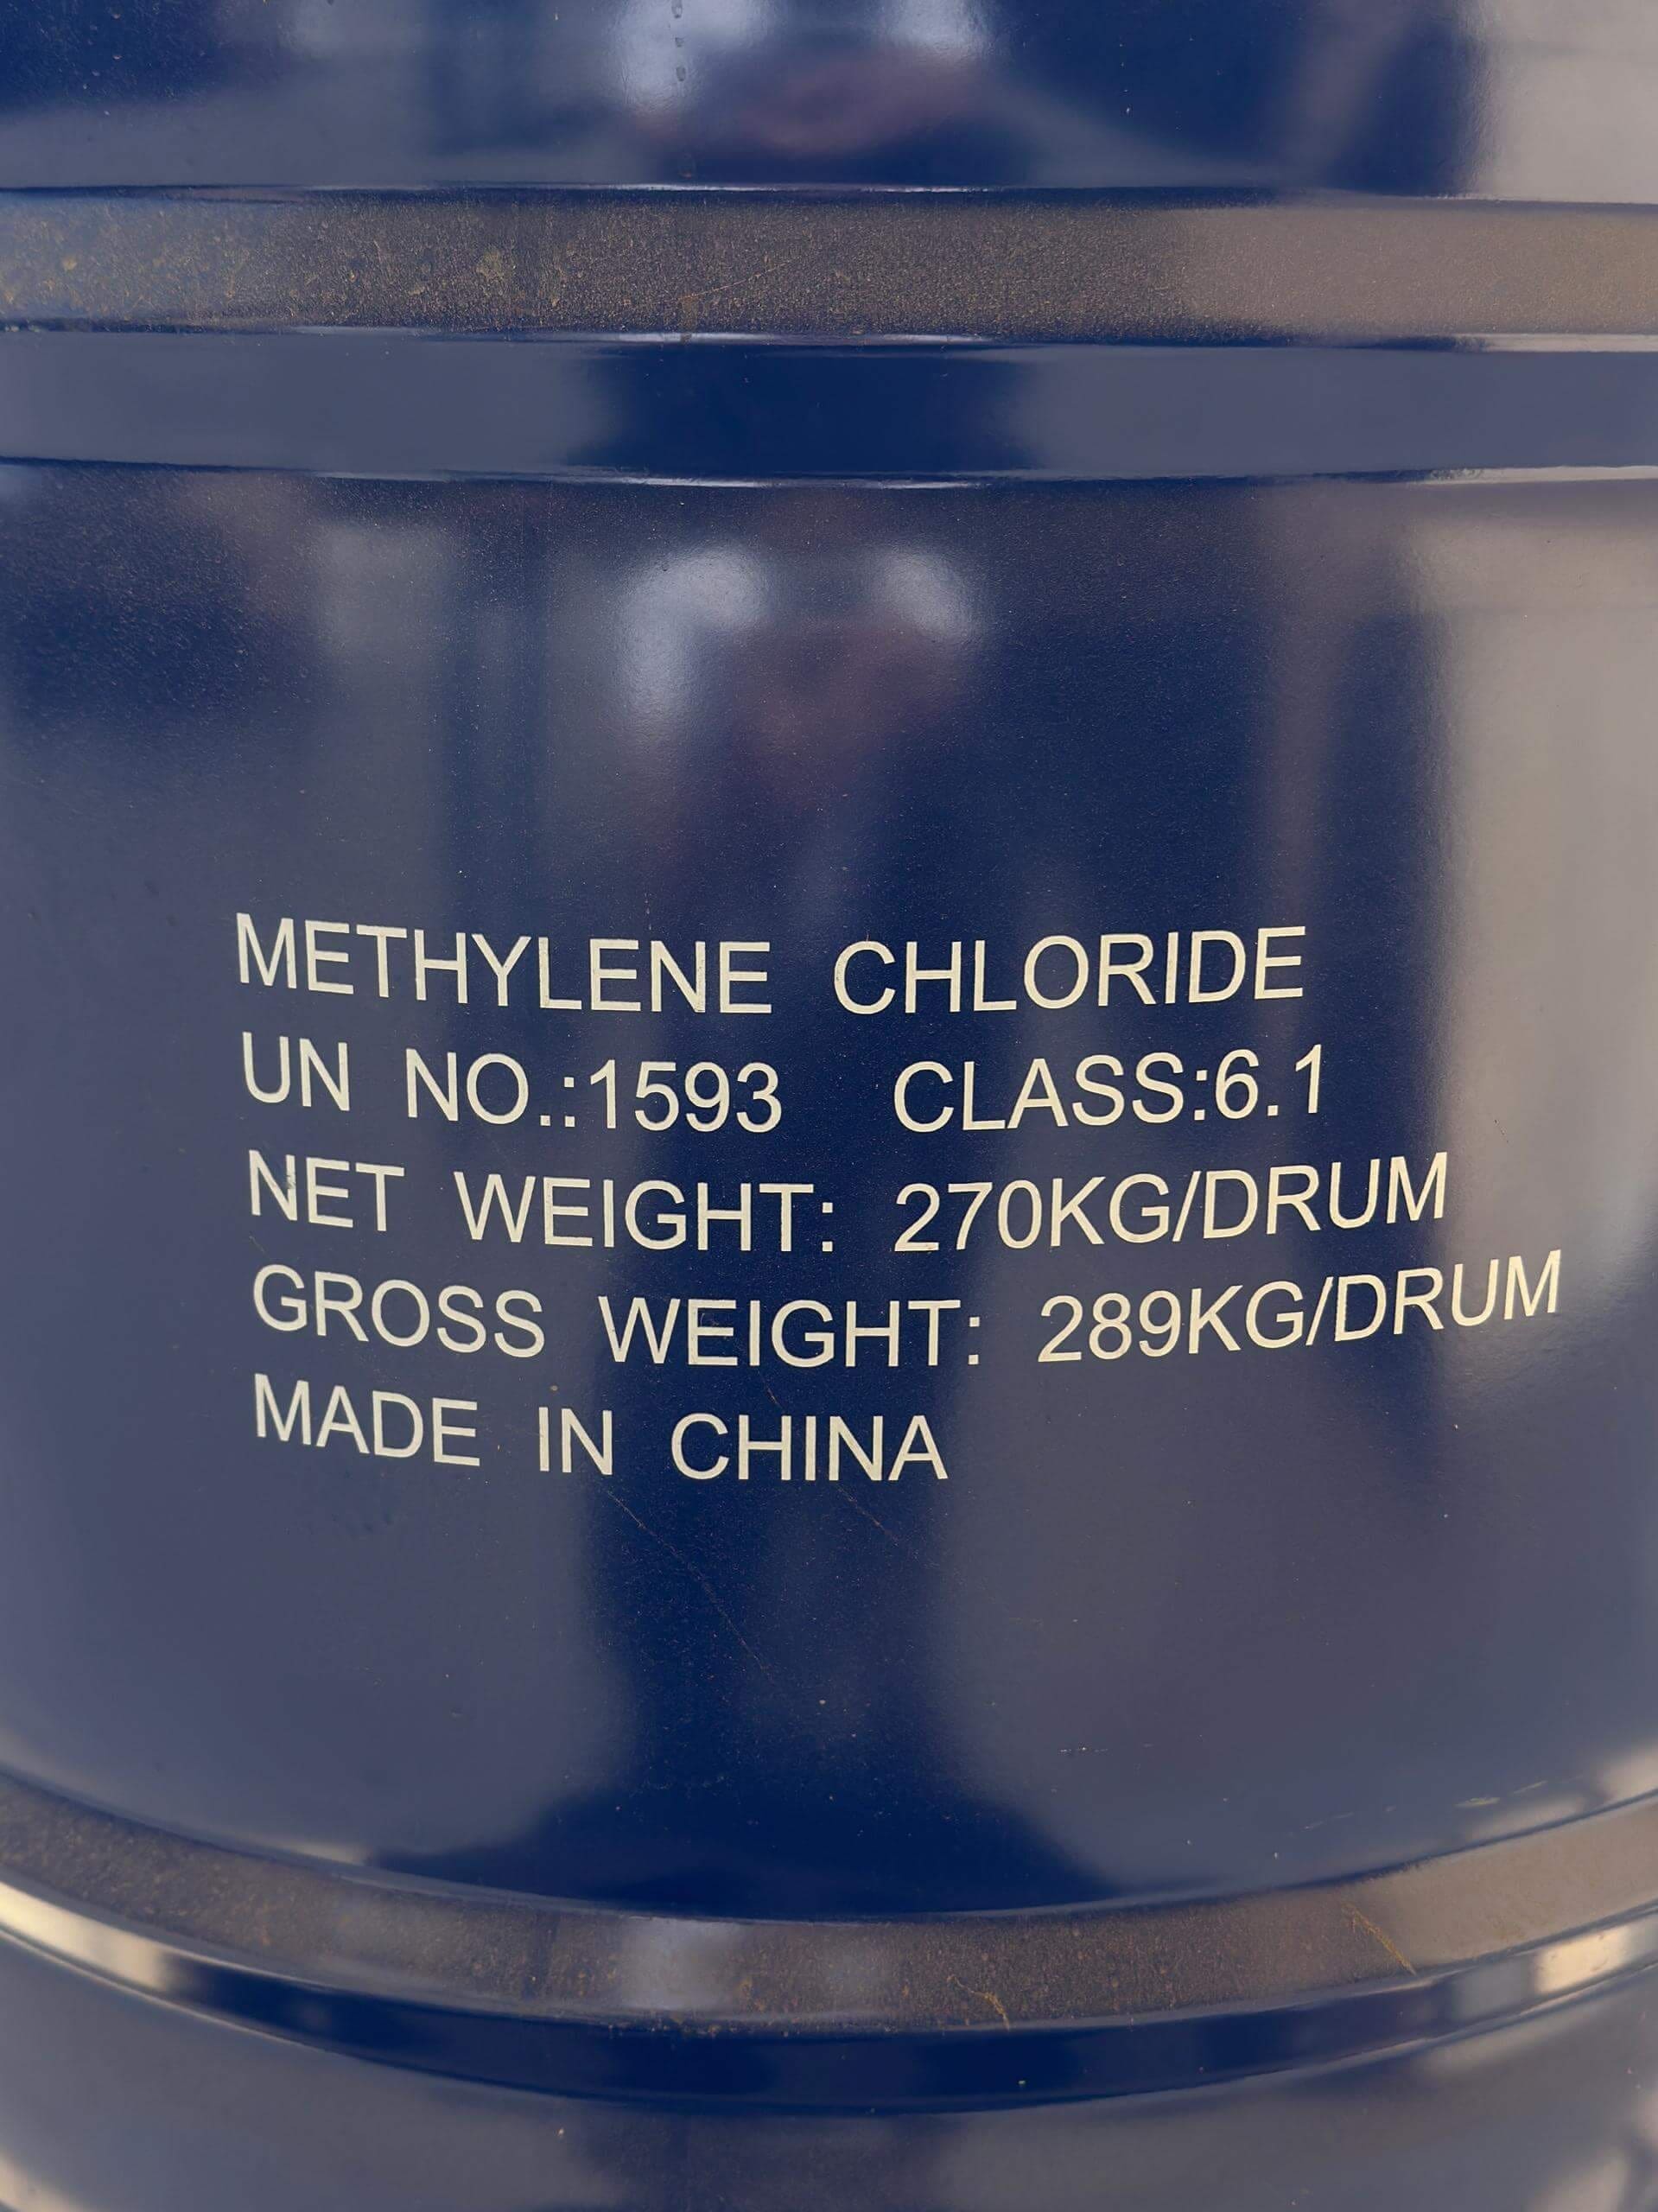 METHYLENE CHLORIDE
UN NO.:1593 CLASS:6.1
NET WEIGHT: 270KG/DRUM
GROSS WEIGHT: 289KG/DRUM
MADE IN CHINA